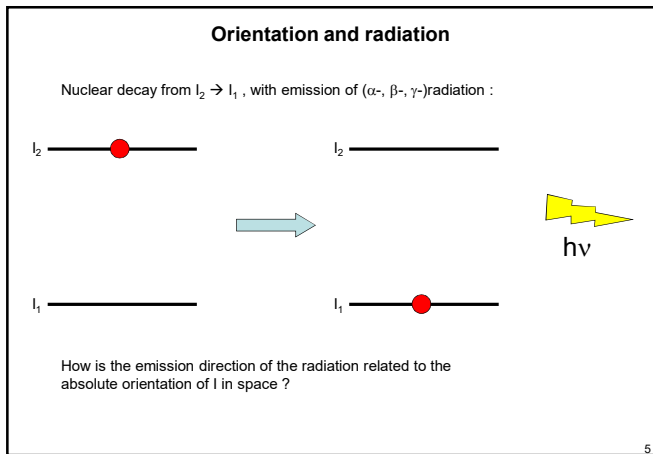 Orientation and radiation
Nuclear decay from I₂ → I₁ , with emission of (α-, β-, γ-)radiation :
I₂
I₂
hν
I₁
I₁
How is the emission direction of the radiation related to the
absolute orientation of I in space ?
5